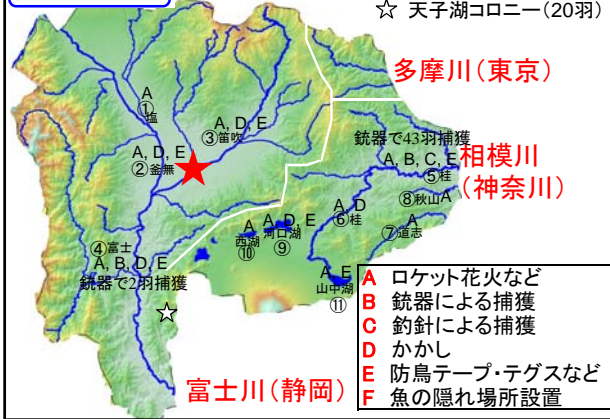 ☆ 天子湖コロニー(20羽)
多摩川(東京)
A
①塩
A, D, E
③笛吹
銃器で43羽捕獲
A, D, E
②釜無
A, B, C, E
⑤桂
相模川
(神奈川)
⑧秋山A
A, D
⑥桂
A
⑦道志
A
西湖
⑩
A, D, E
河口湖
⑨
④富士
A, B, D, E
銃器で2羽捕獲
A, E
山中湖
⑪
☆
富士川(静岡)
A ロケット花火など
B 銃器による捕獲
C 釣針による捕獲
D かかし
E 防鳥テープ・テグスなど
F 魚の隠れ場所設置